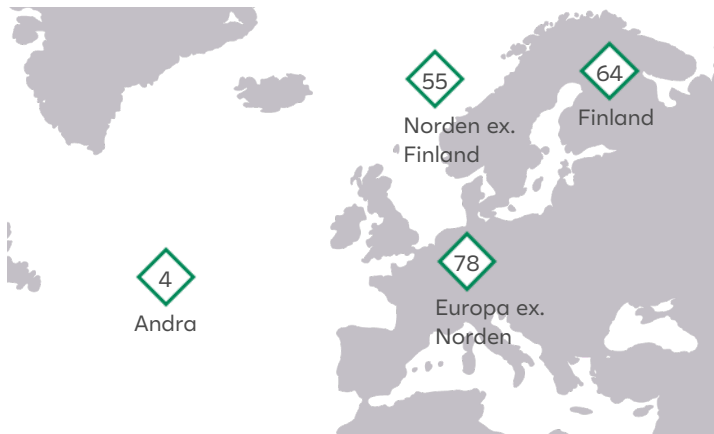 55
Norden ex.
Finland
64
Finland
4
Andra
78
Europa ex.
Norden